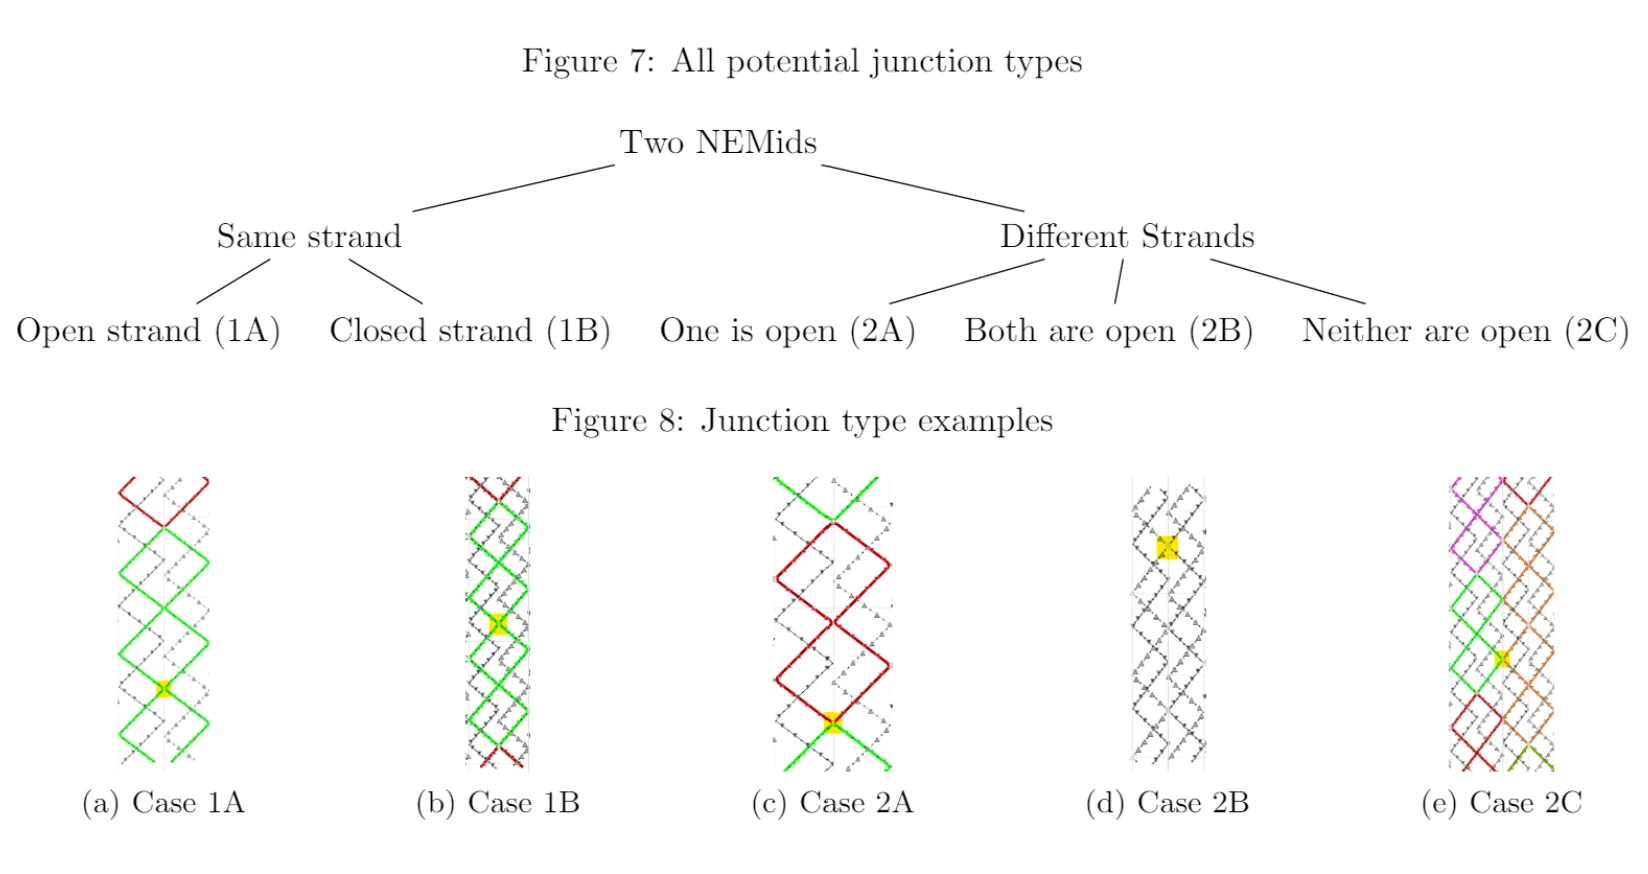 Figure 7: All potential junction types
Two NEMids
Same strand Different Strands
Open strand (1A) Closed strand (1B) One is open (2A) Both are open (2B) Neither are open (2C)
Figure 8: Junction type examples
(a) Case 1A (b) Case 1B (c) Case 2A (d) Case 2B (e) Case 2C